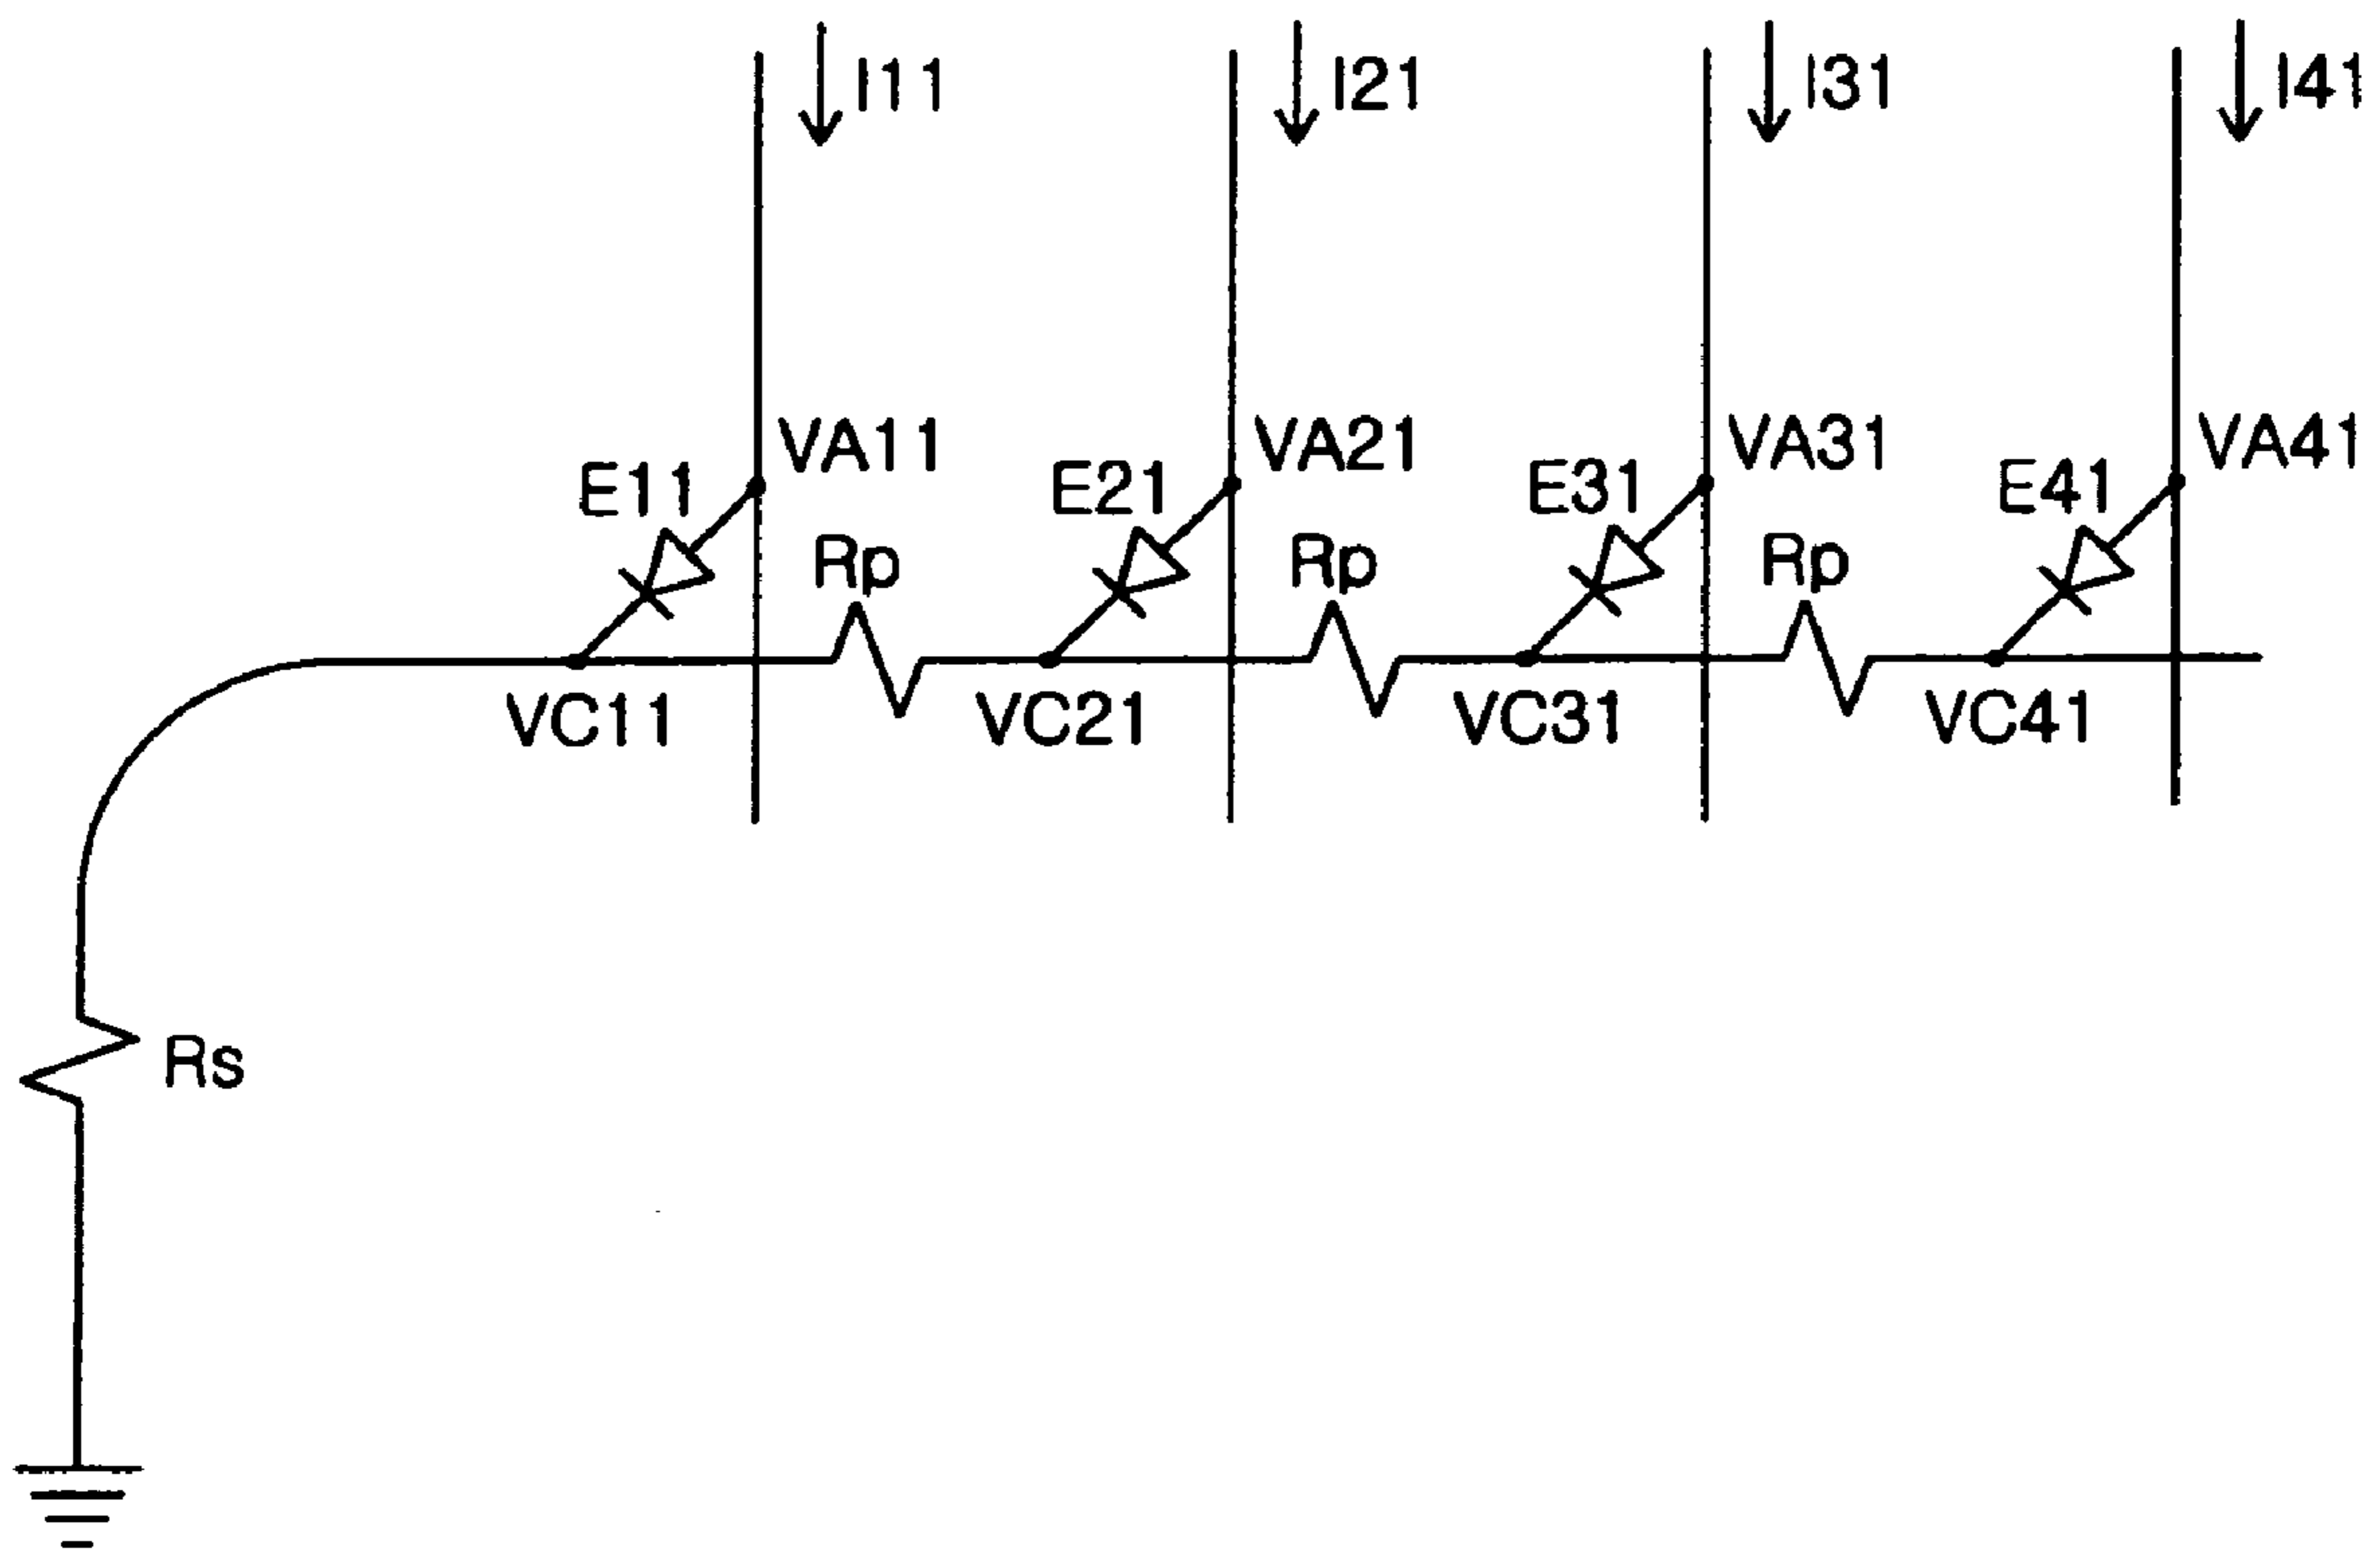 I11
I21
I31
I41
VA11
VA21
VA31
VA41
E11
E21
E31
E41
Rp
Rp
Rp
VC11
VC21
VC31
VC41
Rs